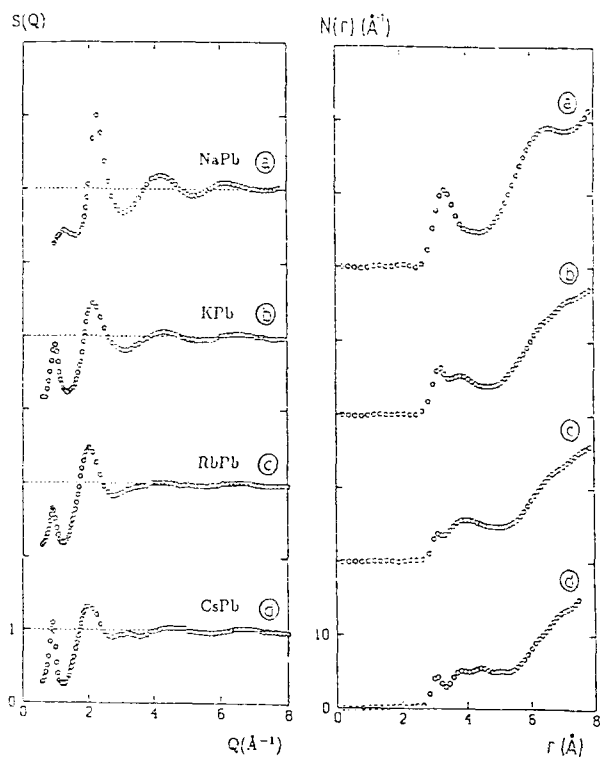 S(Q)
N(r) (Å⁻¹)
NaPb ⓐ
KPb ⓑ
RbPb ⓒ
CsPb ⓓ
1
0
0 2 4 6 8
Q(Å⁻¹)
ⓐ
ⓑ
ⓒ
ⓓ
10
0
0 2 4 6 8
r (Å)